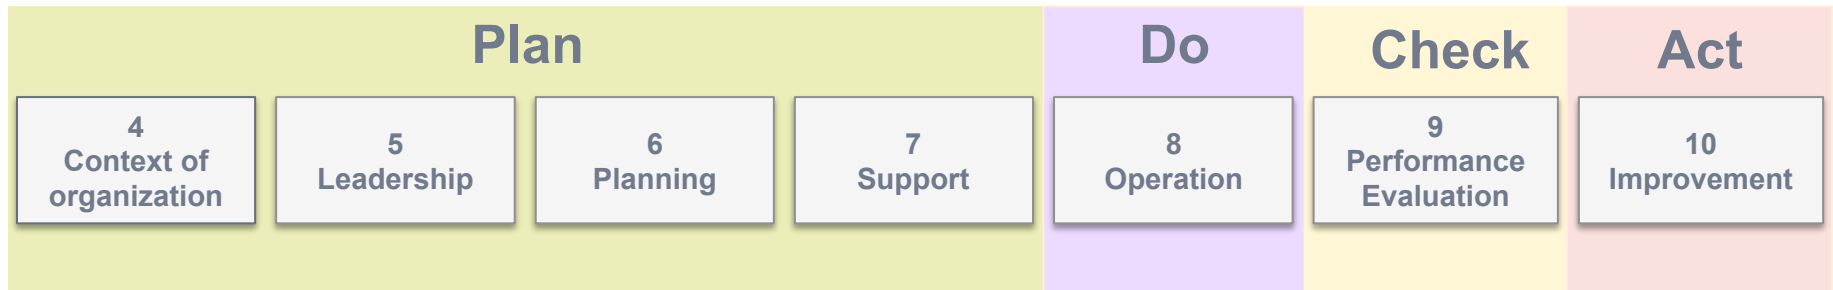 Plan
Do
Check
Act
4
Context of
organization
5
Leadership
6
Planning
7
Support
8
Operation
9
Performance
Evaluation
10
Improvement